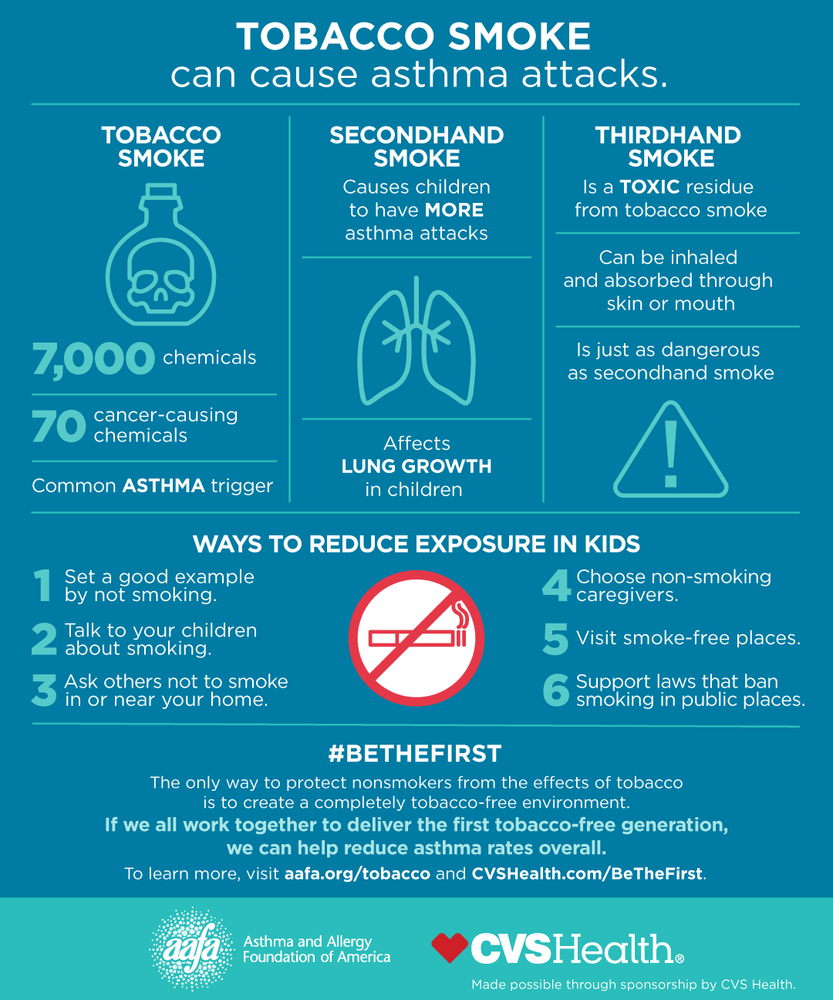 TOBACCO SMOKE
can cause asthma attacks.
TOBACCO
SMOKE
7,000 chemicals
70 cancer-causing
chemicals
Common ASTHMA trigger
SECONDHAND
SMOKE
Causes children
to have MORE
asthma attacks
Affects
LUNG GROWTH
in children
THIRDHAND
SMOKE
Is a TOXIC residue
from tobacco smoke
Can be inhaled
and absorbed through
skin or mouth
Is just as dangerous
as secondhand smoke
!
WAYS TO REDUCE EXPOSURE IN KIDS
1 Set a good example
by not smoking.
2 Talk to your children
about smoking.
3 Ask others not to smoke
in or near your home.
4 Choose non-smoking
caregivers.
5 Visit smoke-free places.
6 Support laws that ban
smoking in public places.
#BETHEFIRST
The only way to protect nonsmokers from the effects of tobacco
is to create a completely tobacco-free environment.
If we all work together to deliver the first tobacco-free generation,
we can help reduce asthma rates overall.
To learn more, visit aafa.org/tobacco and CVSHealth.com/BeTheFirst.
aafa
Asthma and Allergy
Foundation of America
CVSHealth®
Made possible through sponsorship by CVS Health.